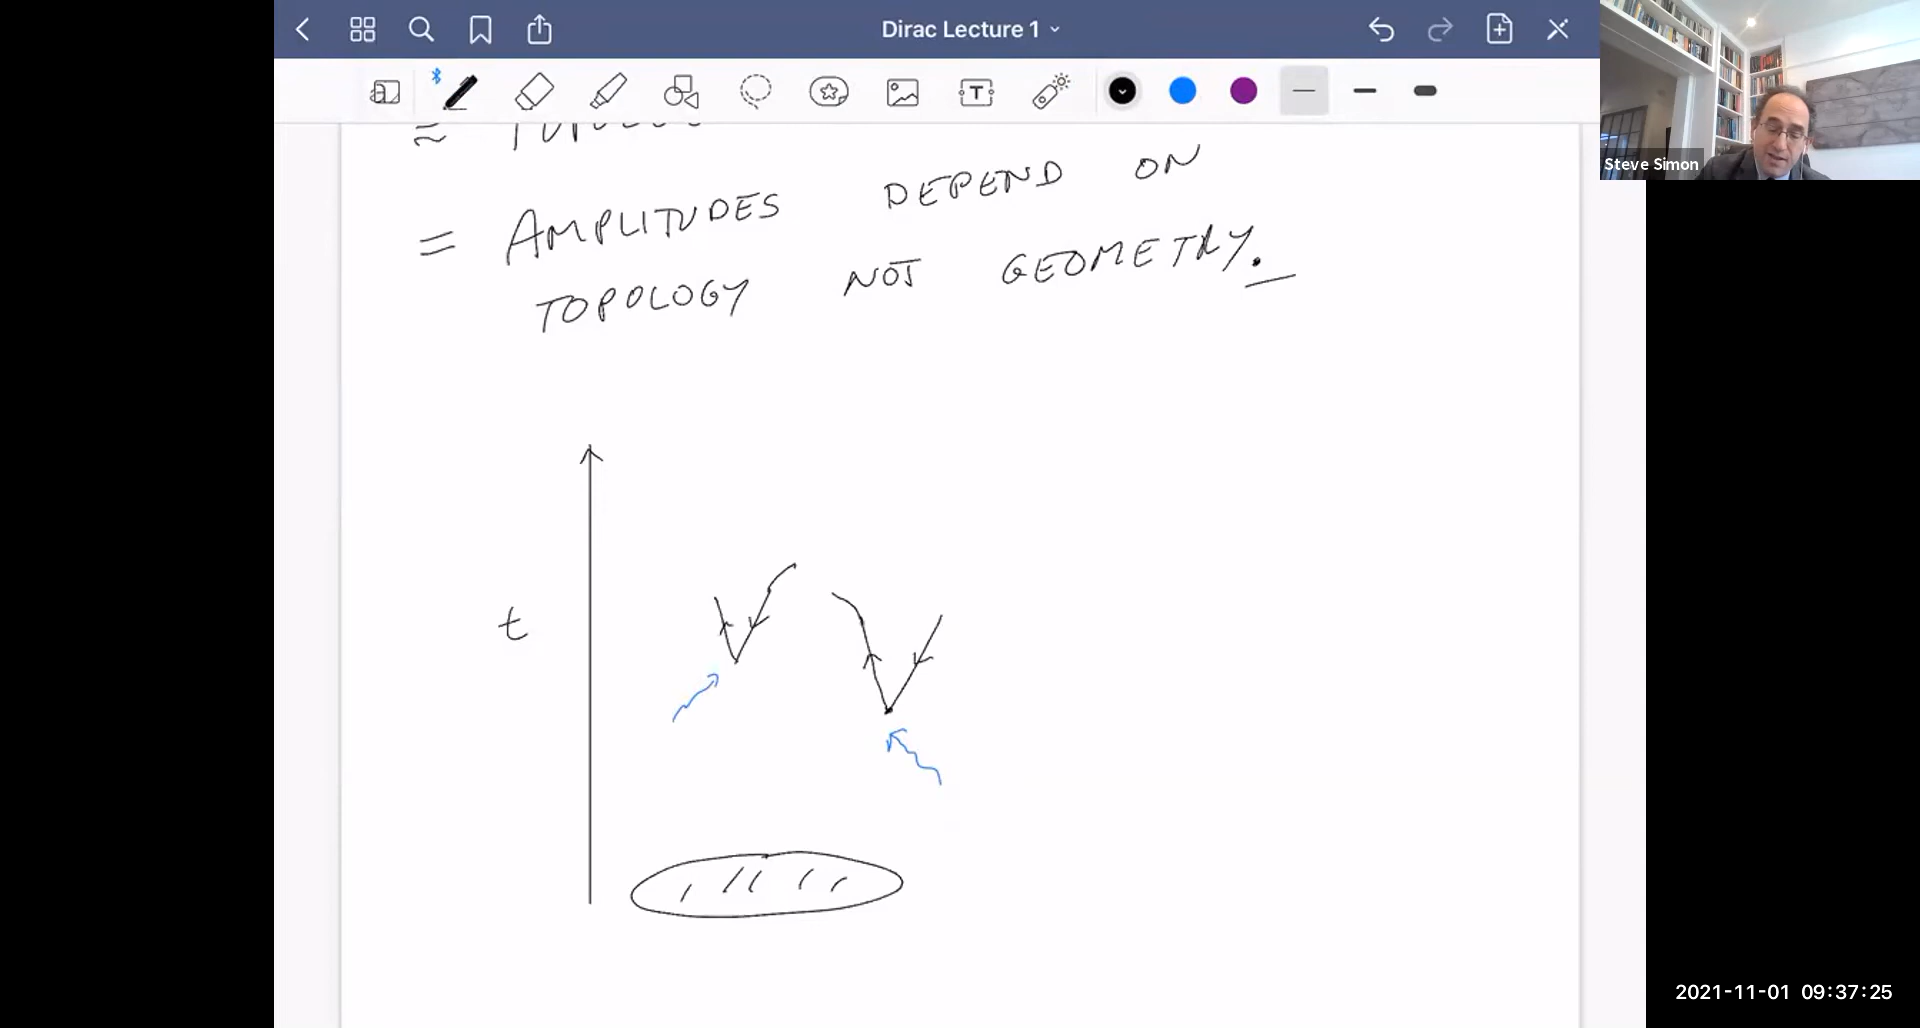 Dirac Lecture 1
T
Steve Simon
= AMPLITUDES DEPEND ON
TOPOLOGY NOT GEOMETRY.
t
2021-11-01 09:37:25